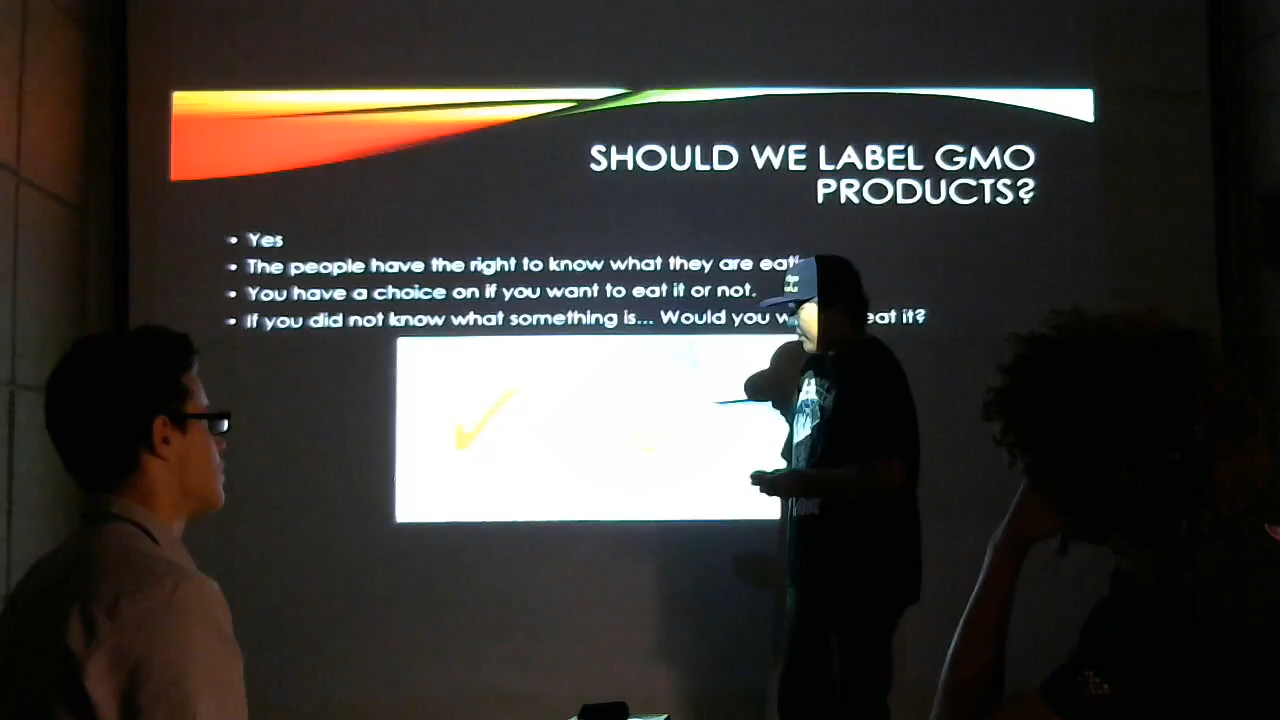 SHOULD WE LABEL GMO
PRODUCTS?
• Yes
• The people have the right to know what they are
• You have a choice on if you want to eat it or not.
• If you did not know what something is... Would you eat it?